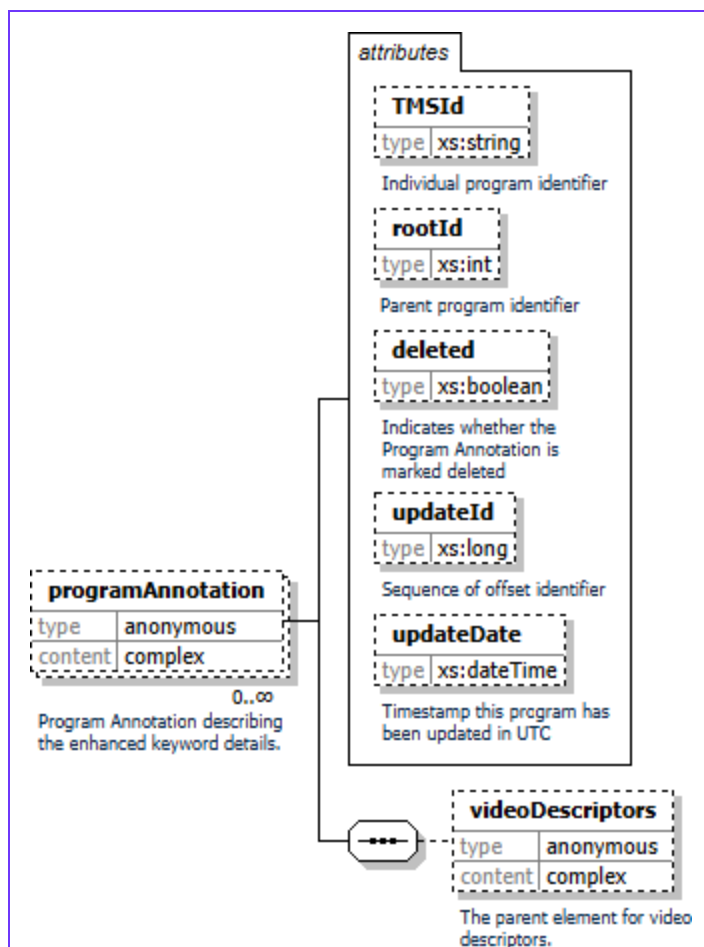 attributes
TMSId
type xs:string
Individual program identifier
rootId
type xs:int
Parent program identifier
deleted
type xs:boolean
Indicates whether the
Program Annotation is
marked deleted
updateId
type xs:long
Sequence of offset identifier
updateDate
type xs:dateTime
Timestamp this program has
been updated in UTC
programAnnotation
type anonymous
content complex
0..∞
Program Annotation describing
the enhanced keyword details.
videoDescriptors
type anonymous
content complex
The parent element for video
descriptors.